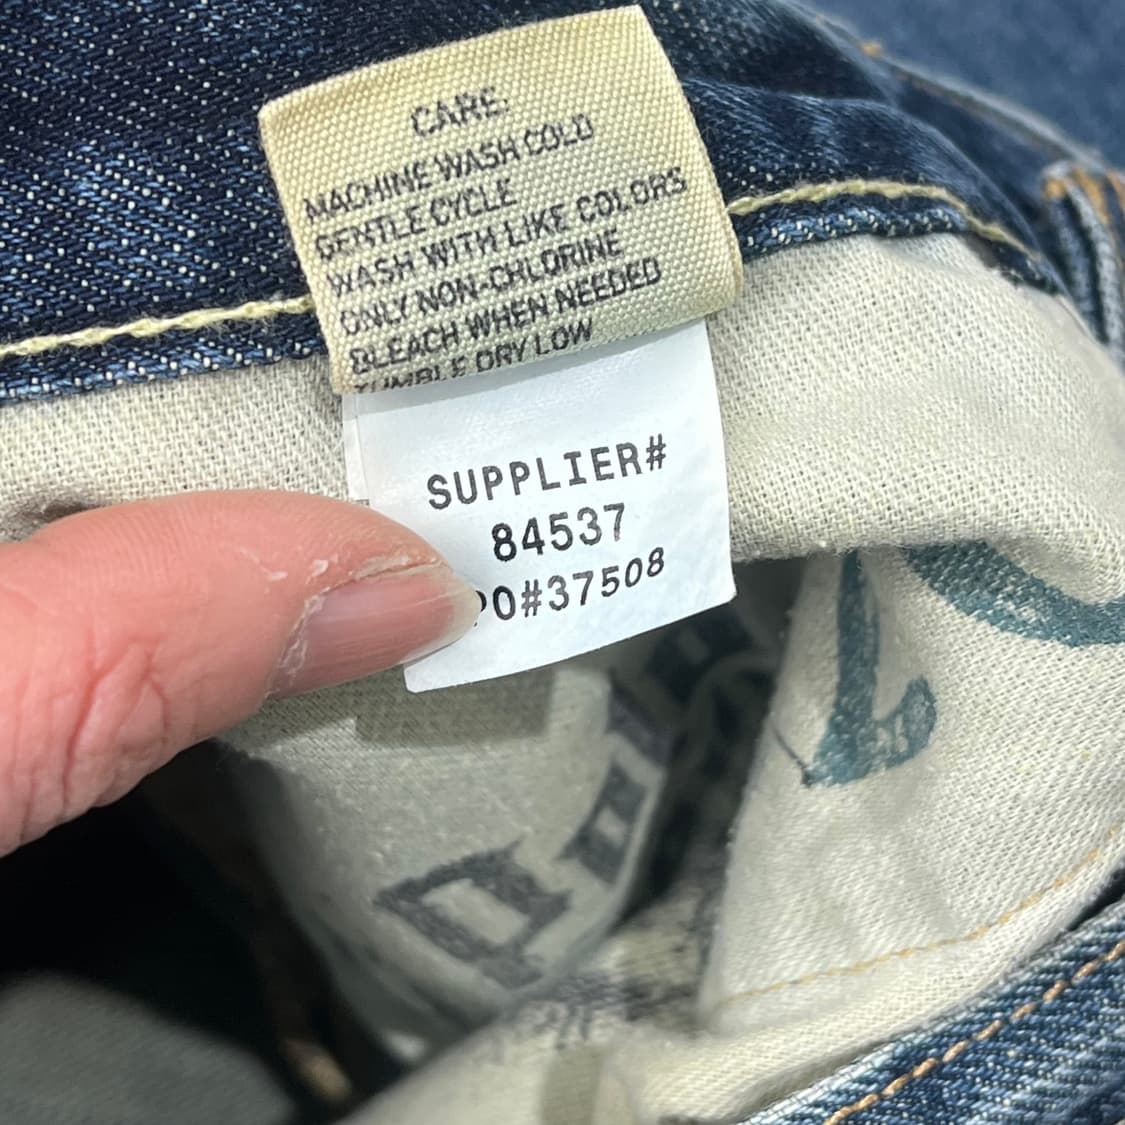 CARE:
MACHINE WASH COLD
GENTLE CYCLE
WASH WITH LIKE COLORS
ONLY NON-CHLORINE
BLEACH WHEN NEEDED
TUMBLE DRY LOW
SUPPLIER#
84537
PO#37508